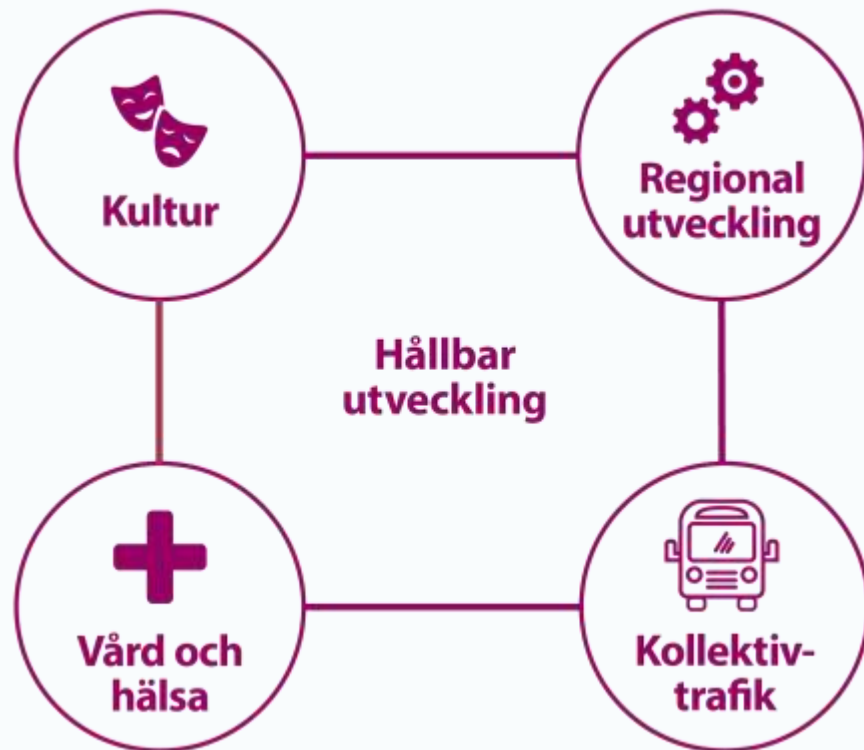 Kultur
Regional
utveckling
Hållbar
utveckling
Vård och
hälsa
Kollektiv-
trafik